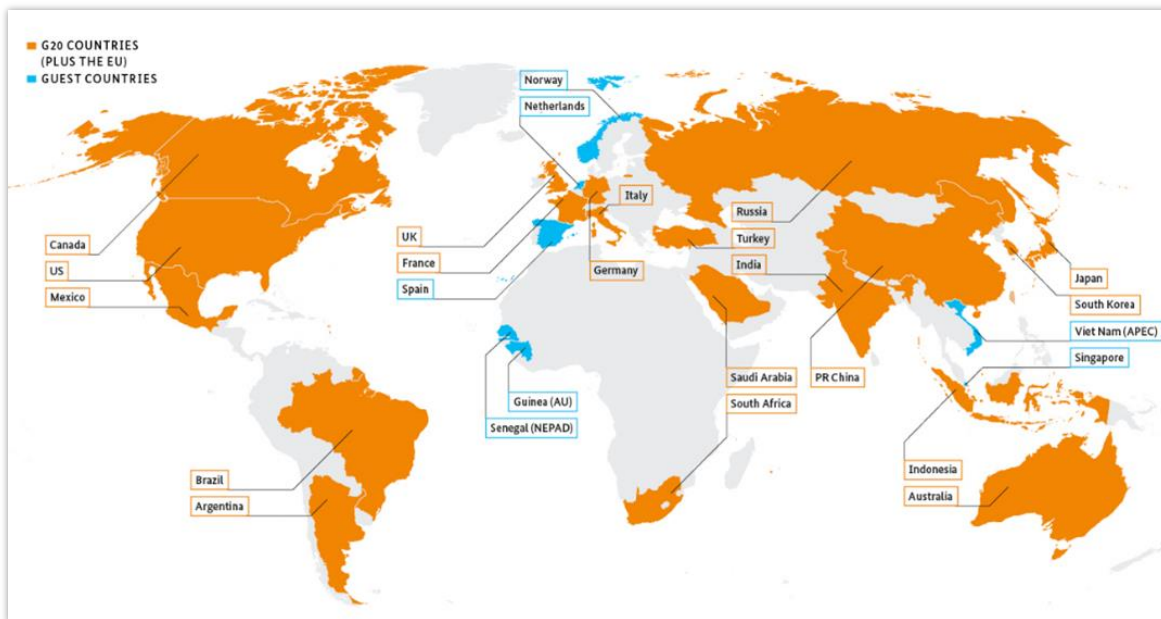 G20 COUNTRIES
(PLUS THE EU)
GUEST COUNTRIES
Norway
Netherlands
Italy
Russia
Canada
UK
Turkey
US
France
Germany
India
Japan
Mexico
Spain
South Korea
Viet Nam (APEC)
Singapore
Saudi Arabia
PR China
Guinea (AU)
South Africa
Senegal (NEPAD)
Brazil
Indonesia
Argentina
Australia